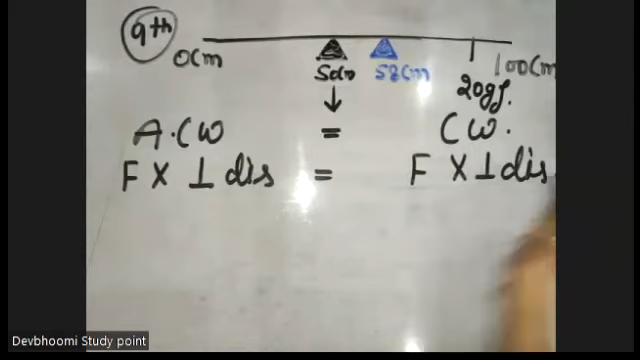 9th
0cm 50cm 58cm 100cm
20gf.
A.CW = CW.
F X ⊥ dis = F X ⊥ dis
Devbhoomi Study point